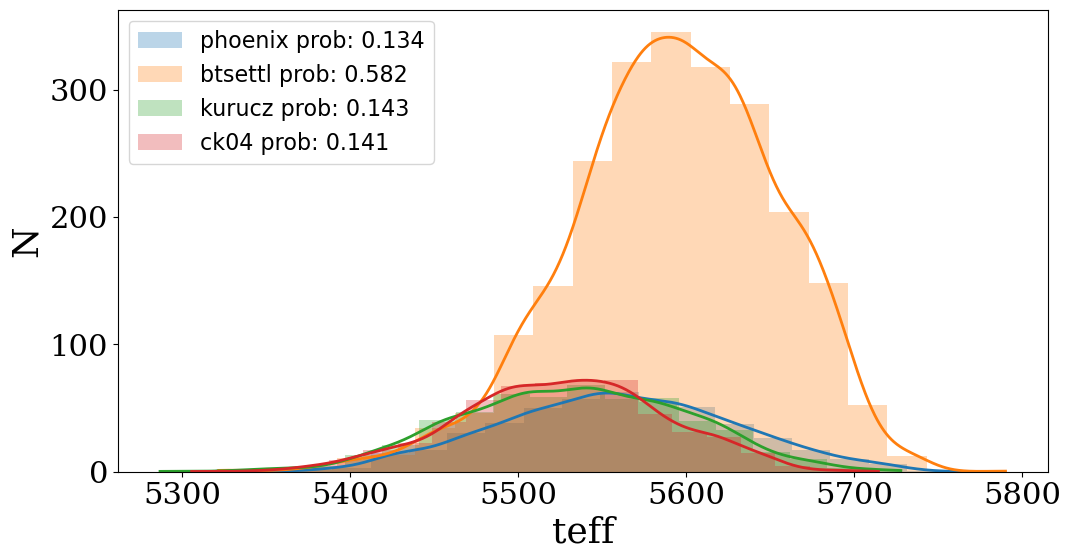 phoenix prob: 0.134
btsettl prob: 0.582
kurucz prob: 0.143
ck04 prob: 0.141
N
300
200
100
0
5300 5400 5500 5600 5700 5800
teff